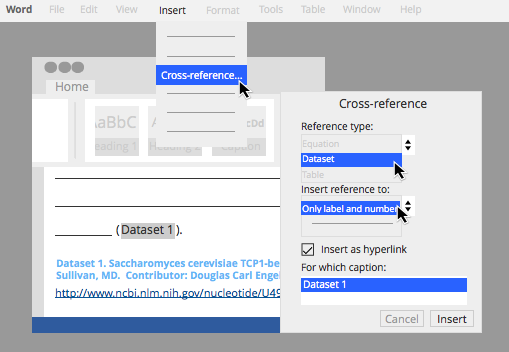 Word File Edit View Insert Format Tools Table Window Help
Cross-reference...
Home
AaBbC
Heading 1 Heading 2 Caption
(Dataset 1).
Dataset 1. Saccharomyces cerevisiae TCP1-be
Sullivan, MD. Contributor: Douglas Carl Enge
http://www.ncbi.nlm.nih.gov/nucleotide/U49
Cross-reference
Reference type:
Equation
Dataset
Table
Insert reference to:
Only label and number
Insert as hyperlink
For which caption:
Dataset 1
Cancel Insert